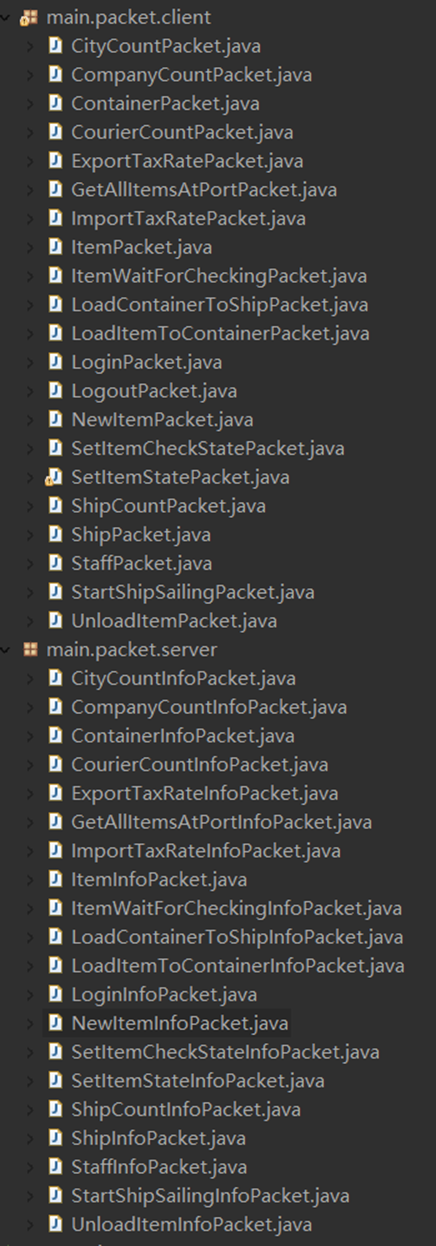 main.packet.client
CityCountPacket.java
CompanyCountPacket.java
ContainerPacket.java
CourierCountPacket.java
ExportTaxRatePacket.java
GetAllItemsAtPortPacket.java
ImportTaxRatePacket.java
ItemPacket.java
ItemWaitForCheckingPacket.java
LoadContainerToShipPacket.java
LoadItemToContainerPacket.java
LoginPacket.java
LogoutPacket.java
NewItemPacket.java
SetItemCheckStatePacket.java
SetItemStatePacket.java
ShipCountPacket.java
ShipPacket.java
StaffPacket.java
StartShipSailingPacket.java
UnloadItemPacket.java
main.packet.server
CityCountInfoPacket.java
CompanyCountInfoPacket.java
ContainerInfoPacket.java
CourierCountInfoPacket.java
ExportTaxRateInfoPacket.java
GetAllItemsAtPortInfoPacket.java
ImportTaxRateInfoPacket.java
ItemInfoPacket.java
ItemWaitForCheckingInfoPacket.java
LoadContainerToShipInfoPacket.java
LoadItemToContainerInfoPacket.java
LoginInfoPacket.java
NewItemInfoPacket.java
SetItemCheckStateInfoPacket.java
SetItemStateInfoPacket.java
ShipCountInfoPacket.java
ShipInfoPacket.java
StaffInfoPacket.java
StartShipSailingInfoPacket.java
UnloadItemInfoPacket.java